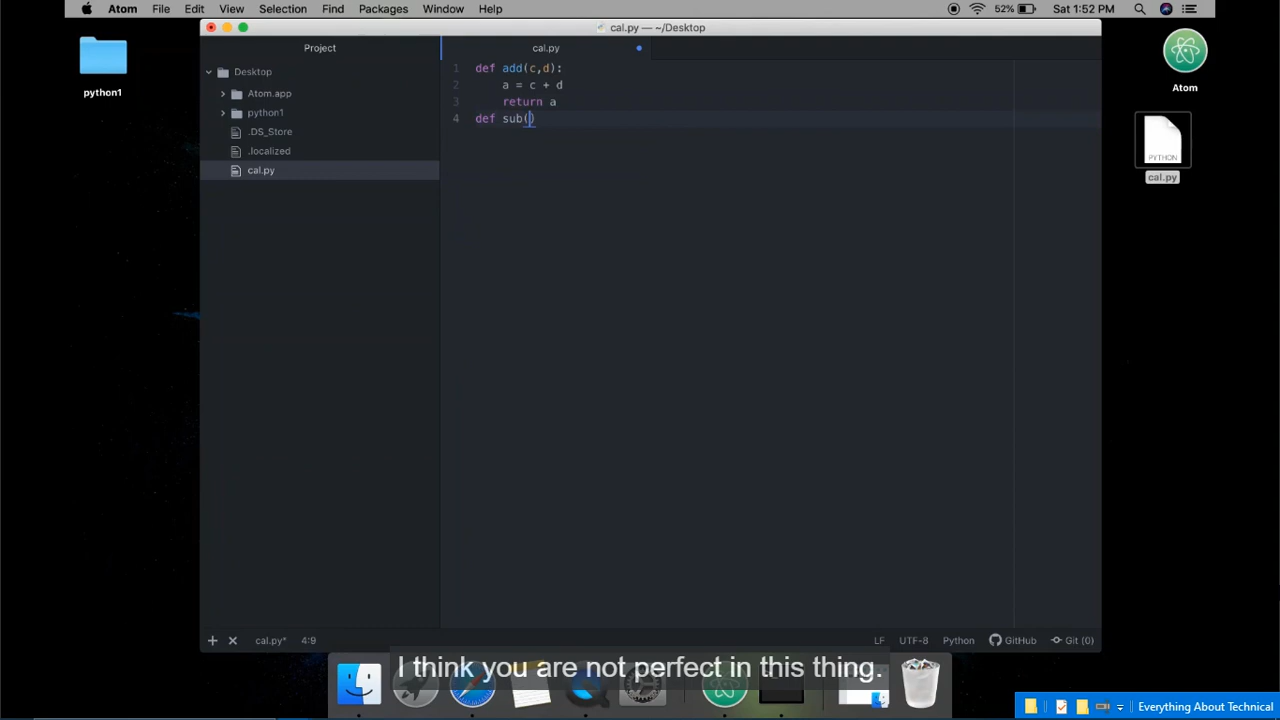 Atom File Edit View Selection Find Packages Window Help 52% Sat 1:52 PM
cal.py — ~/Desktop
Project
cal.py
Desktop
Atom.app
python1
.DS_Store
.localized
cal.py
1 def add(c,d):
2 a = c + d
3 return a
4 def sub()
python1
Atom
PYTHON
cal.py
cal.py* 4:9 LF UTF-8 Python GitHub Git (0)
I think you are not perfect in this thing.
Everything About Technical